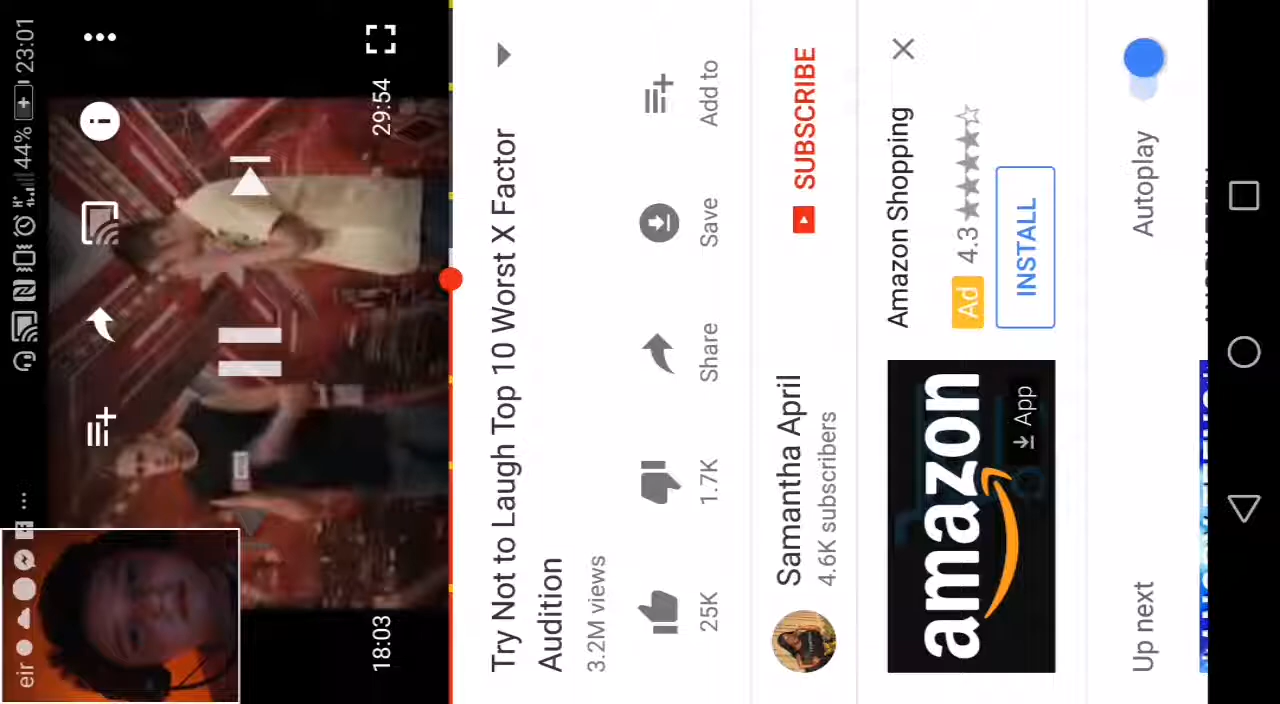 eir ... H+ 44% 23:01
18:03
29:54
Try Not to Laugh Top 10 Worst X Factor
Audition
3.2M views
25K
1.7K
Share
Save
Add to
Samantha April
4.6K subscribers
SUBSCRIBE
amazon
App
Amazon Shopping
Ad 4.3
INSTALL
Up next
Autoplay